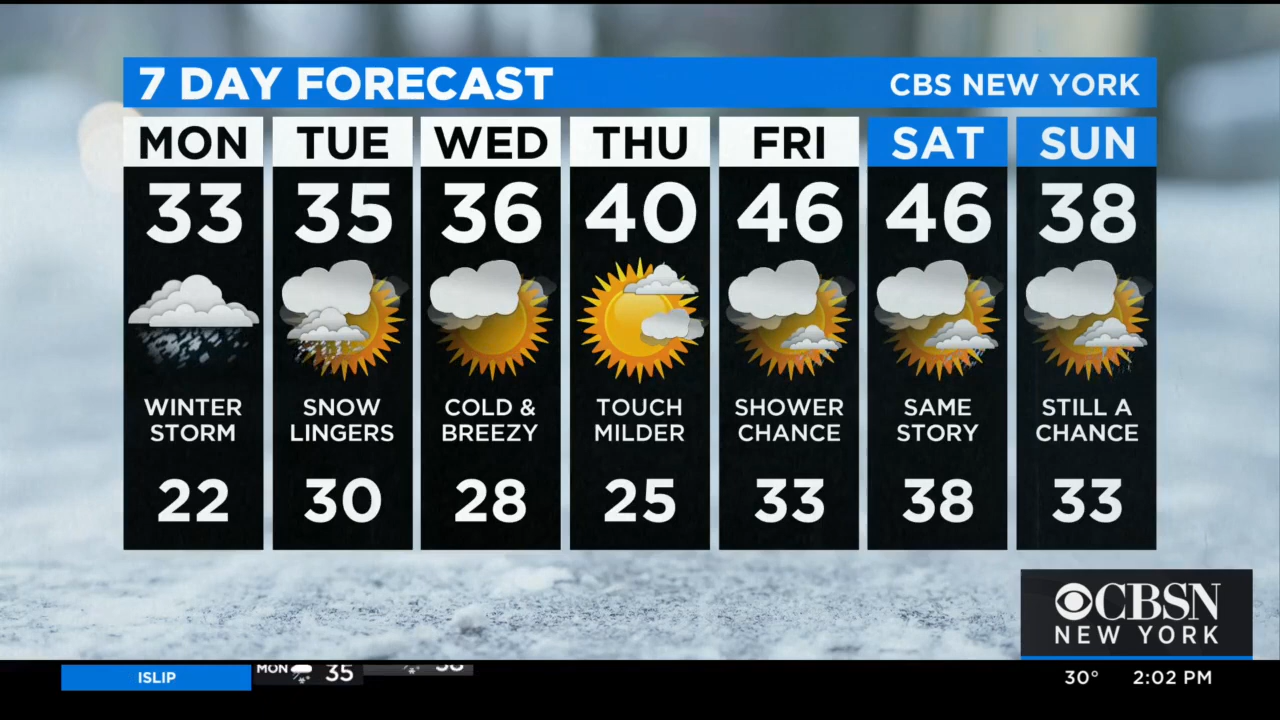 7 DAY FORECAST
CBS NEW YORK
MON TUE WED THU FRI SAT SUN
33 35 36 40 46 46 38
WINTER SNOW COLD & TOUCH SHOWER SAME STILL A
STORM LINGERS BREEZY MILDER CHANCE STORY CHANCE
22 30 28 25 33 38 33
CBSN
NEW YORK
ISLIP MON 35 30° 2:02 PM